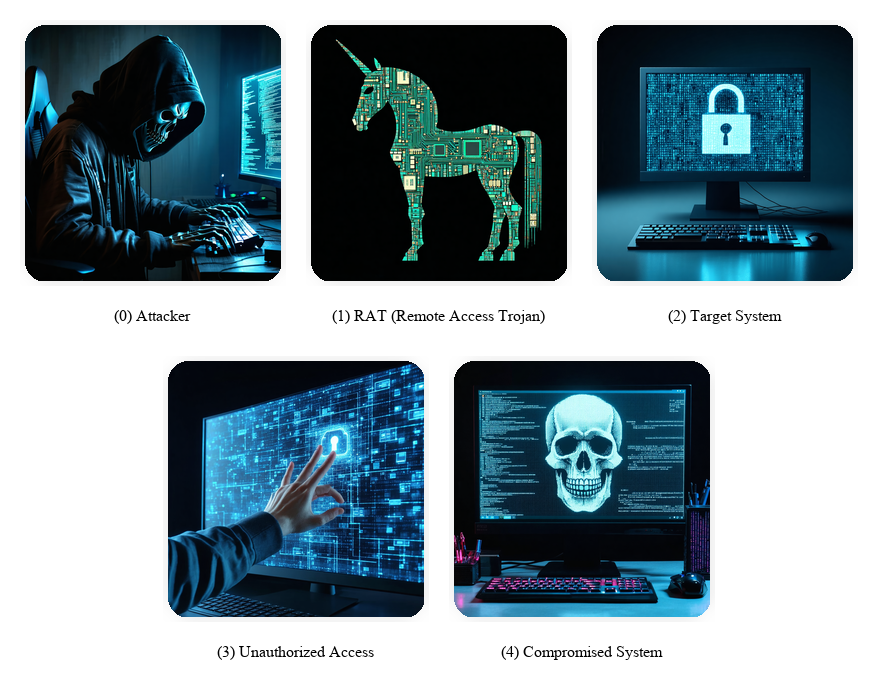 (0) Attacker
(1) RAT (Remote Access Trojan)
(2) Target System
(3) Unauthorized Access
(4) Compromised System